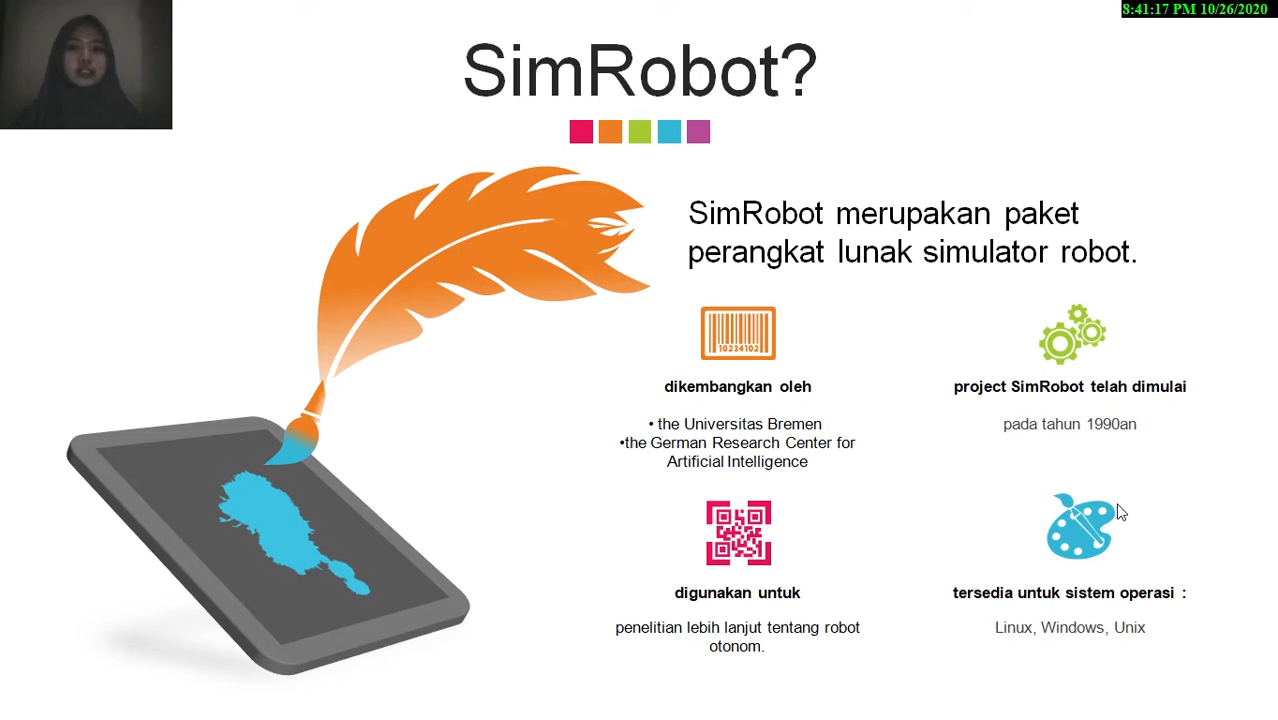 8:41:17 PM 10/26/2020
SimRobot?
SimRobot merupakan paket
perangkat lunak simulator robot.
10234102
dikembangkan oleh
• the Universitas Bremen
•the German Research Center for
Artificial Intelligence
project SimRobot telah dimulai
pada tahun 1990an
digunakan untuk
penelitian lebih lanjut tentang robot
otonom.
tersedia untuk sistem operasi :
Linux, Windows, Unix